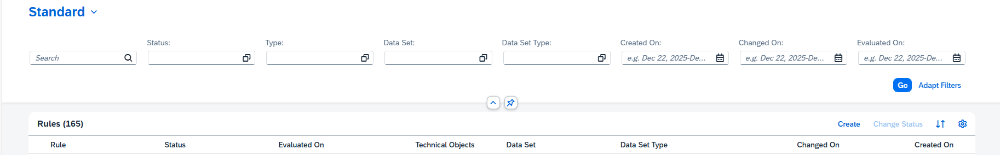 Standard
Status: Type: Data Set: Data Set Type: Created On: Changed On: Evaluated On:
Search e.g. Dec 22, 2025-De... e.g. Dec 22, 2025-De... e.g. Dec 22, 2025-De...
Go Adapt Filters
Rules (165) Create Change Status
Rule Status Evaluated On Technical Objects Data Set Data Set Type Changed On Created On